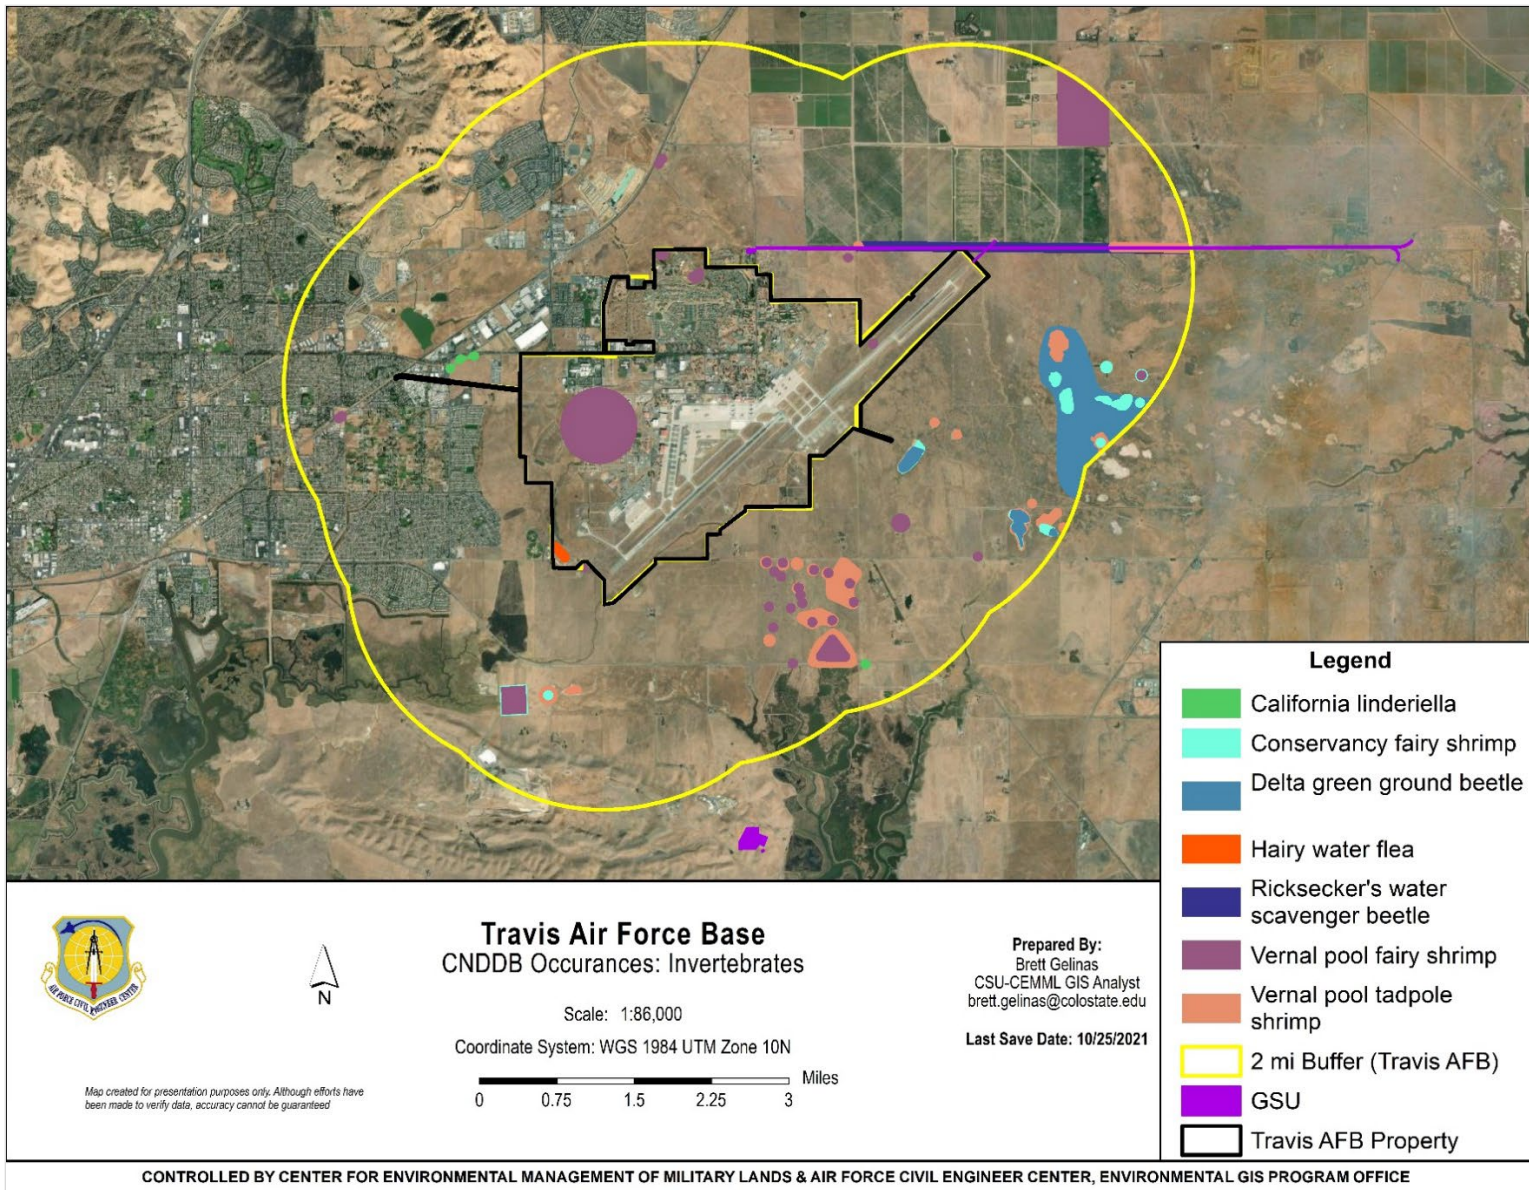 Legend
California linderiella
Conservancy fairy shrimp
Delta green ground beetle
Hairy water flea
Ricksecker's water
scavenger beetle
Vernal pool fairy shrimp
Vernal pool tadpole
shrimp
2 mi Buffer (Travis AFB)
GSU
Travis AFB Property
AIR FORCE CIVIL ENGINEER CENTER
N
Travis Air Force Base
CNDDB Occurances: Invertebrates
Scale: 1:86,000
Coordinate System: WGS 1984 UTM Zone 10N
Miles
0 0.75 1.5 2.25 3
Prepared By:
Brett Gelinas
CSU-CEMML GIS Analyst
brett.gelinas@colostate.edu
Last Save Date: 10/25/2021
Map created for presentation purposes only. Although efforts have
been made to verify data, accuracy cannot be guaranteed
CONTROLLED BY CENTER FOR ENVIRONMENTAL MANAGEMENT OF MILITARY LANDS & AIR FORCE CIVIL ENGINEER CENTER, ENVIRONMENTAL GIS PROGRAM OFFICE